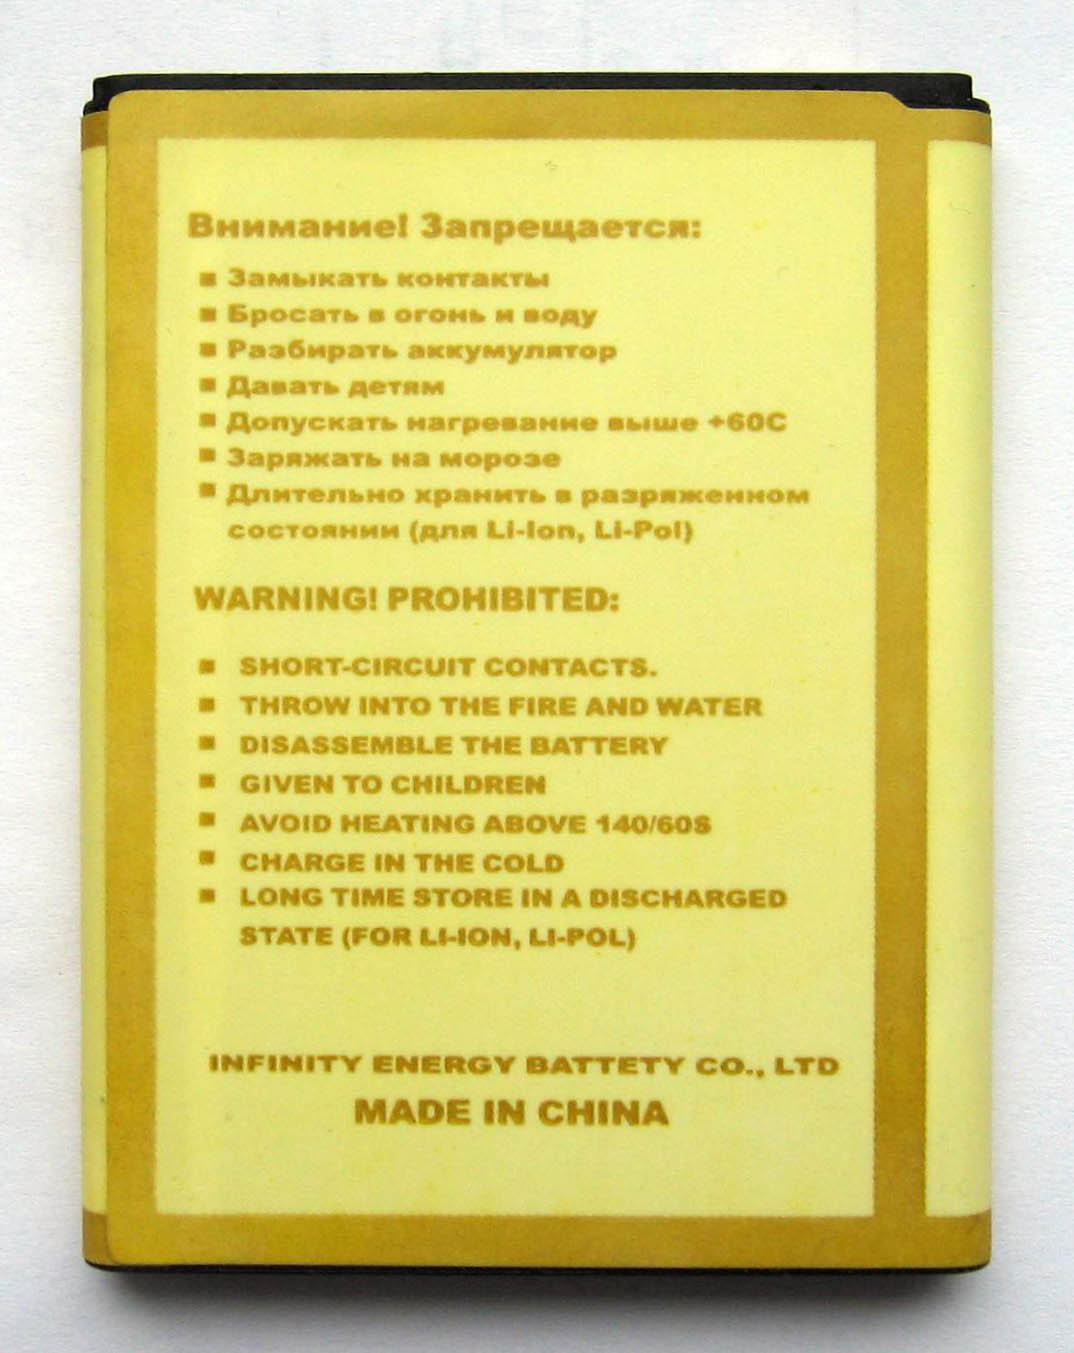 Внимание! Запрещается:
▪ Замыкать контакты
▪ Бросать в огонь и воду
▪ Разбирать аккумулятор
▪ Давать детям
▪ Допускать нагревание выше +60С
▪ Заряжать на морозе
▪ Длительно хранить в разряженном
состоянии (для Li-Ion, Li-Pol)
WARNING! PROHIBITED:
▪ SHORT-CIRCUIT CONTACTS.
▪ THROW INTO THE FIRE AND WATER
▪ DISASSEMBLE THE BATTERY
▪ GIVEN TO CHILDREN
▪ AVOID HEATING ABOVE 140/60S
▪ CHARGE IN THE COLD
▪ LONG TIME STORE IN A DISCHARGED
STATE (FOR LI-ION, LI-POL)
INFINITY ENERGY BATTETY CO., LTD
MADE IN CHINA